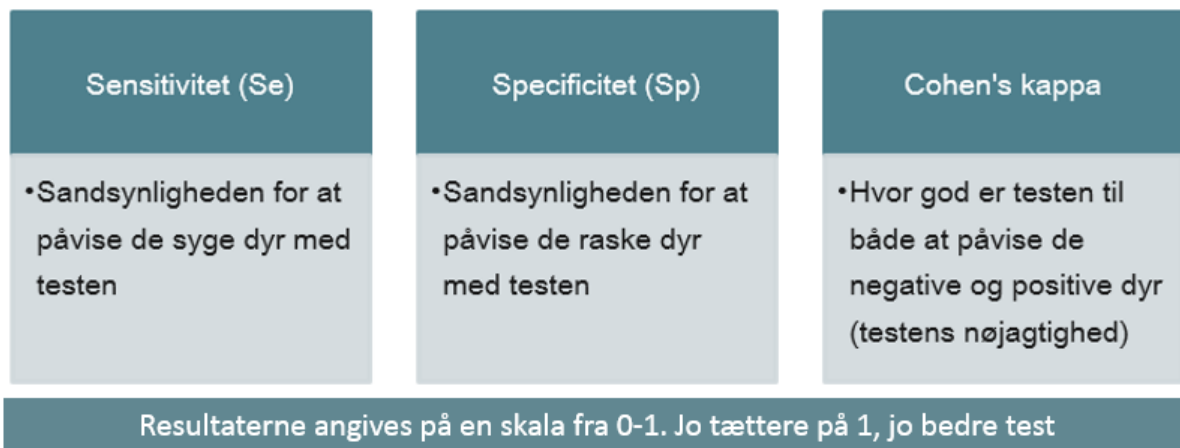 Sensitivitet (Se)
•Sandsynligheden for at
påvise de syge dyr med
testen
Specificitet (Sp)
•Sandsynligheden for at
påvise de raske dyr
med testen
Cohen's kappa
•Hvor god er testen til
både at påvise de
negative og positive dyr
(testens nøjagtighed)
Resultaterne angives på en skala fra 0-1. Jo tættere på 1, jo bedre test